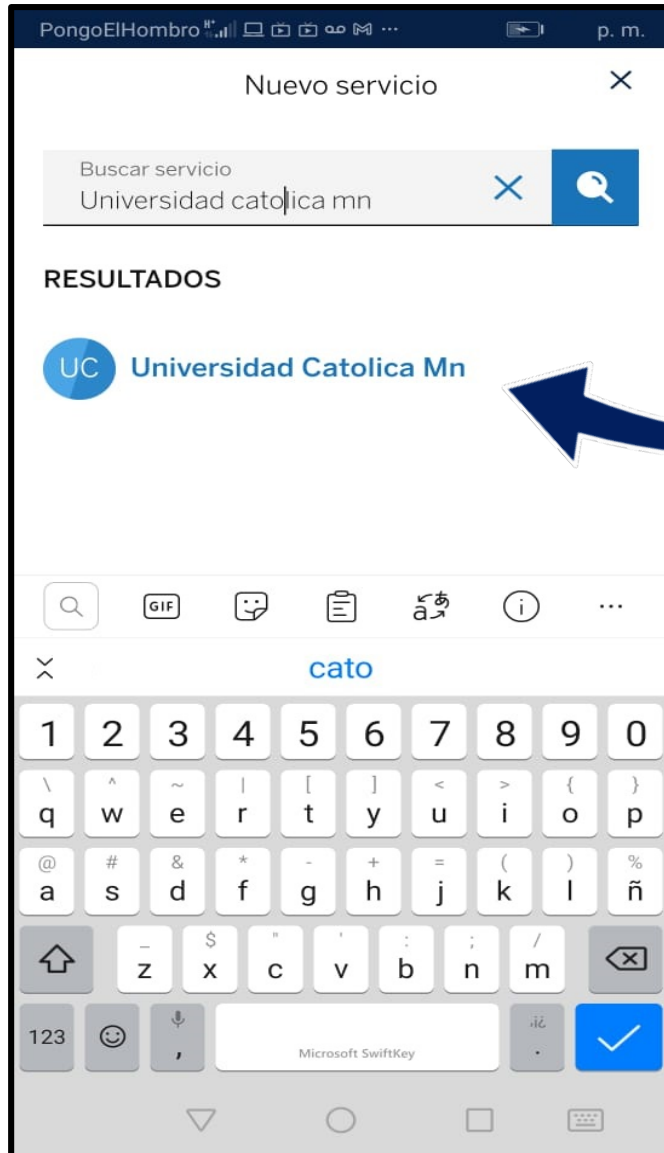 PongoElHombro H+ ... p. m.
Nuevo servicio
Buscar servicio
Universidad catolica mn
RESULTADOS
UC Universidad Catolica Mn
GIF あ a ...
cato
1 2 3 4 5 6 7 8 9 0
\ ^ ~ | [ ] < > { }
q w e r t y u i o p
@ # & * - + = ( ) %
a s d f g h j k l ñ
_ $ " ' : ; /
z x c v b n m
123 , Microsoft SwiftKey .